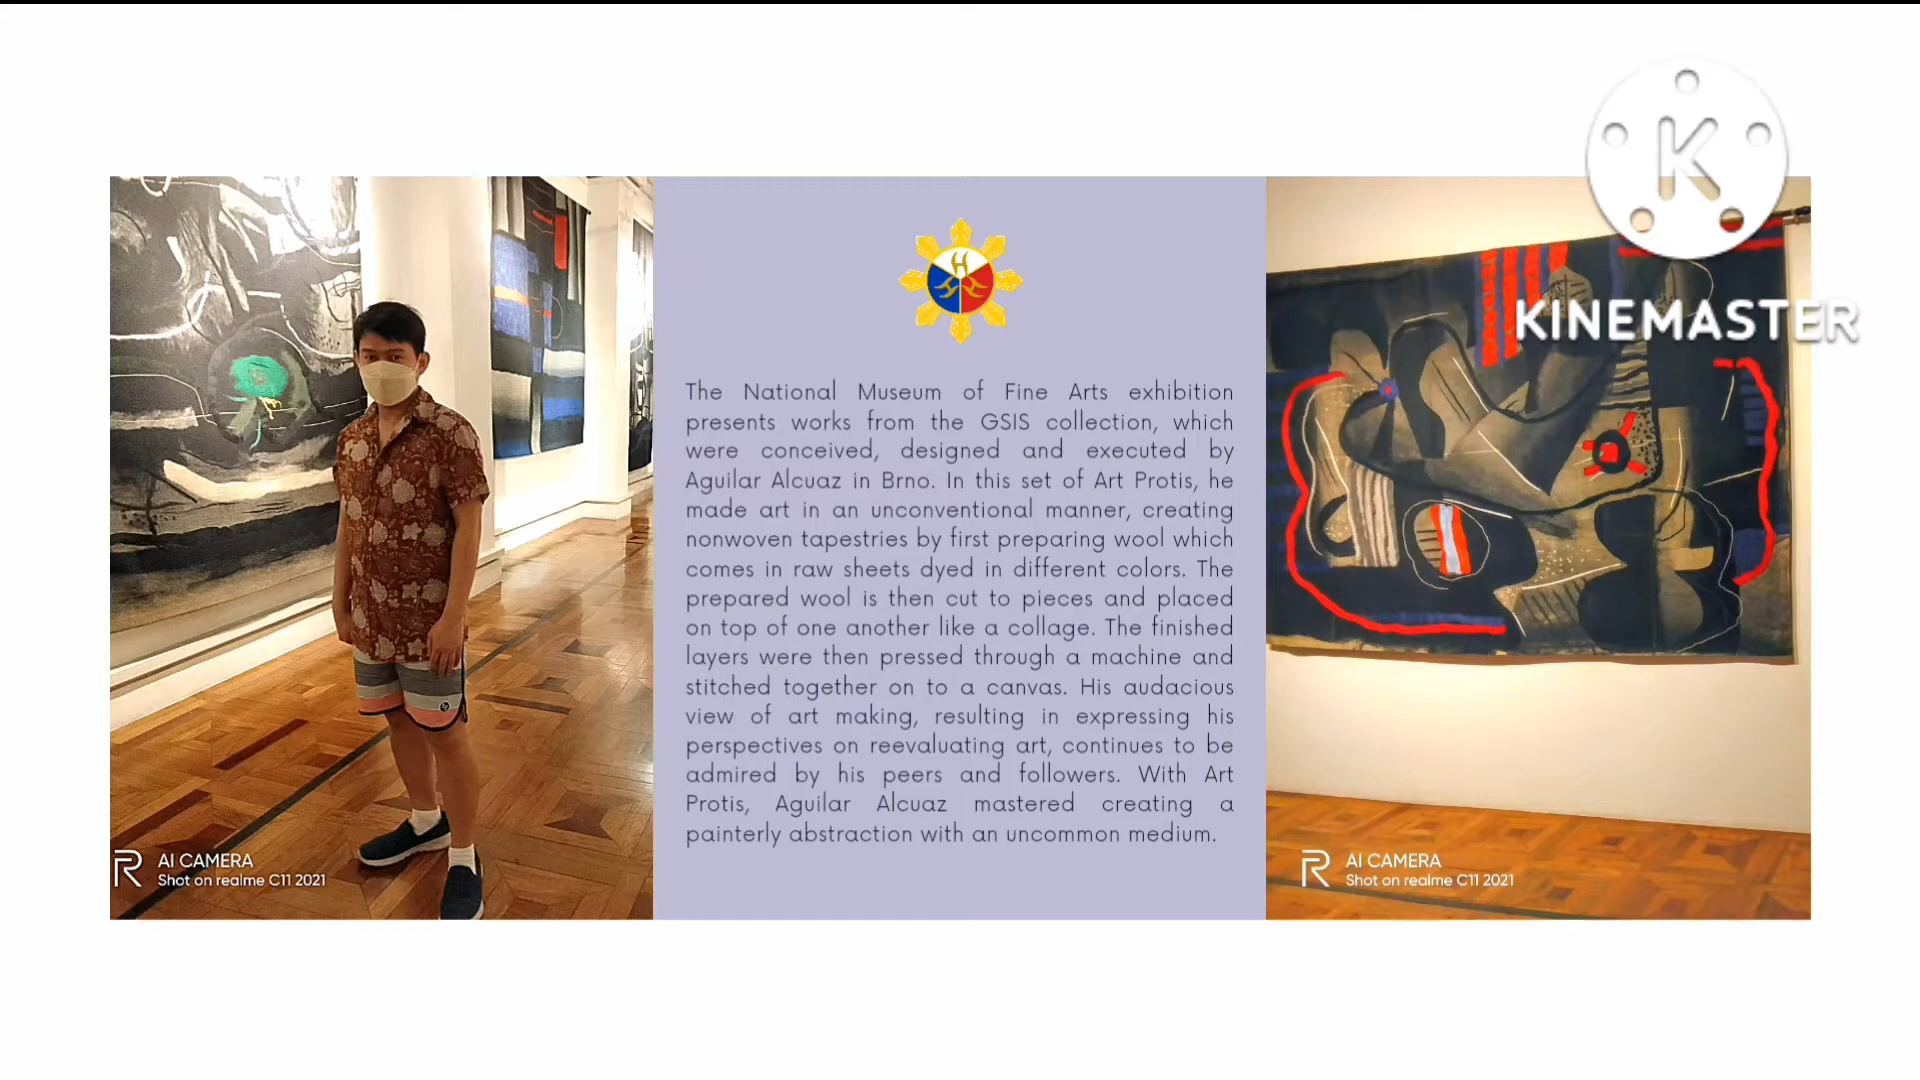 K
KINEMASTER
H
The National Museum of Fine Arts exhibition
presents works from the GSIS collection, which
were conceived, designed and executed by
Aguilar Alcuaz in Brno. In this set of Art Protis, he
made art in an unconventional manner, creating
nonwoven tapestries by first preparing wool which
comes in raw sheets dyed in different colors. The
prepared wool is then cut to pieces and placed
on top of one another like a collage. The finished
layers were then pressed through a machine and
stitched together on to a canvas. His audacious
view of art making, resulting in expressing his
perspectives on reevaluating art, continues to be
admired by his peers and followers. With Art
Protis, Aguilar Alcuaz mastered creating a
painterly abstraction with an uncommon medium.
R AI CAMERA
Shot on realme C11 2021
R AI CAMERA
Shot on realme C11 2021